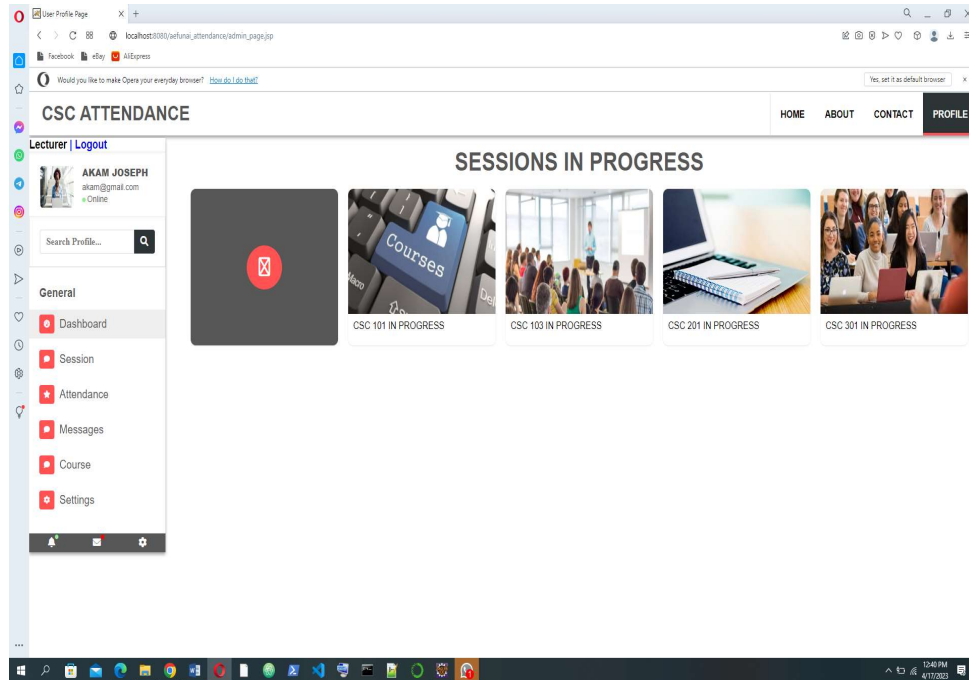 User Profile Page
localhost:8080/aefunai_attendance/admin_page.jsp
Facebook eBay AliExpress
Would you like to make Opera your everyday browser? How do I do that? Yes, set it as default browser
CSC ATTENDANCE HOME ABOUT CONTACT PROFILE
Lecturer | Logout
AKAM JOSEPH
akam@gmail.com
Online
Search Profile...
General
Dashboard
Session
Attendance
Messages
Course
Settings
SESSIONS IN PROGRESS
Courses
Macro
CSC 101 IN PROGRESS
CSC 103 IN PROGRESS
CSC 201 IN PROGRESS
CSC 301 IN PROGRESS
12:40 PM
4/17/2023